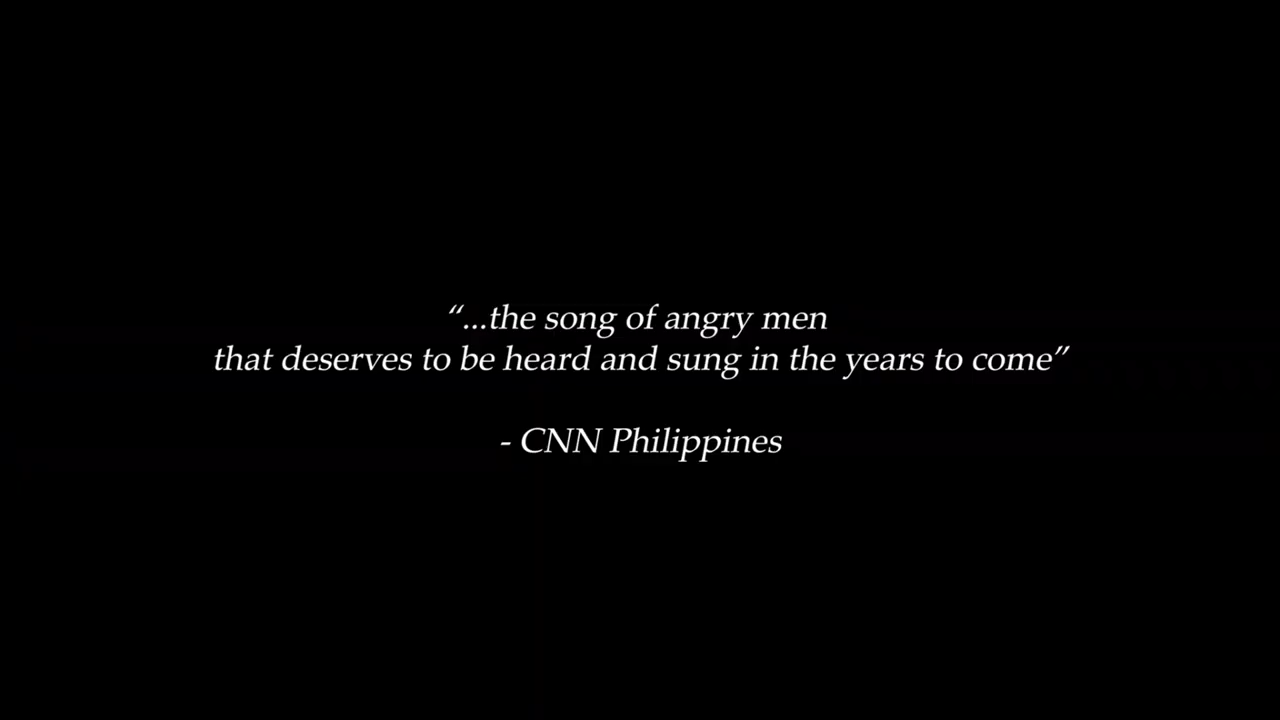 “...the song of angry men
that deserves to be heard and sung in the years to come”
- CNN Philippines